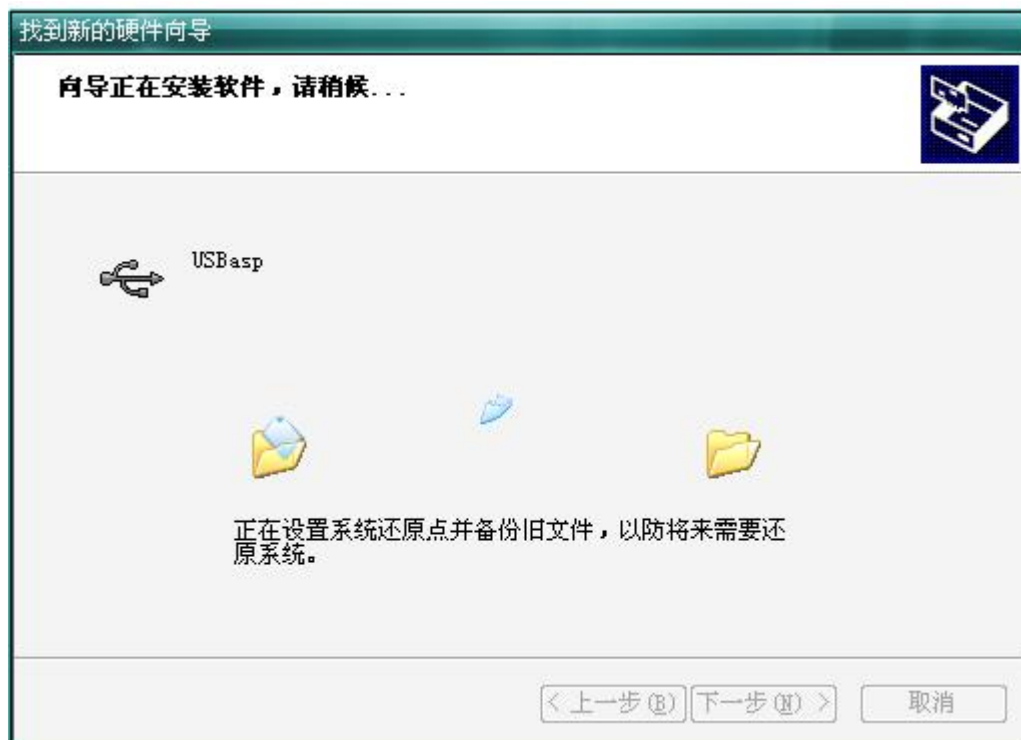 找到新的硬件向导
向导正在安装软件，请稍候...
USBasp
正在设置系统还原点并备份旧文件，以防将来需要还
原系统。
< 上一步(B) 下一步(N) > 取消